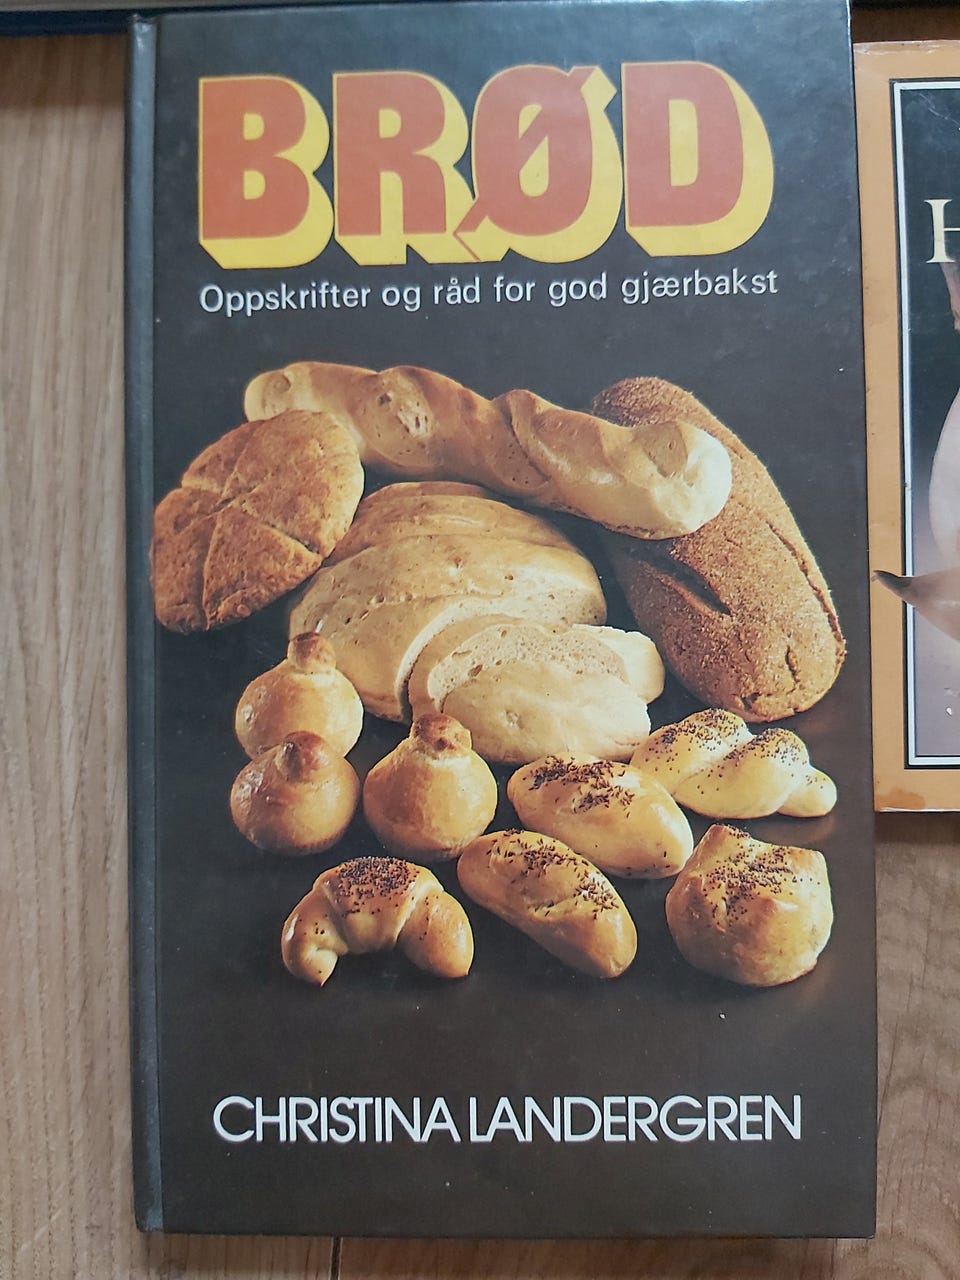 BRØD
Oppskrifter og råd for god gjærbakst
CHRISTINA LANDERGREN